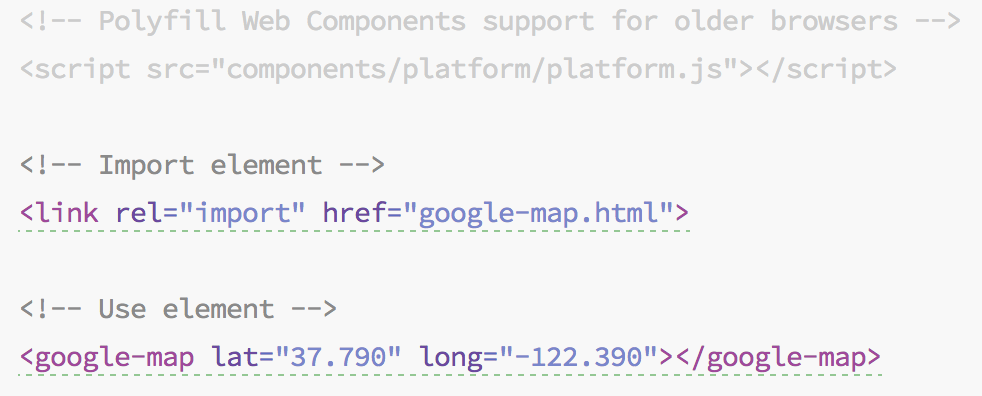 <!-- Polyfill Web Components support for older browsers -->
<script src="components/platform/platform.js"></script>
<!-- Import element -->
<link rel="import" href="google-map.html">
<!-- Use element -->
<google-map lat="37.790" long="-122.390"></google-map>